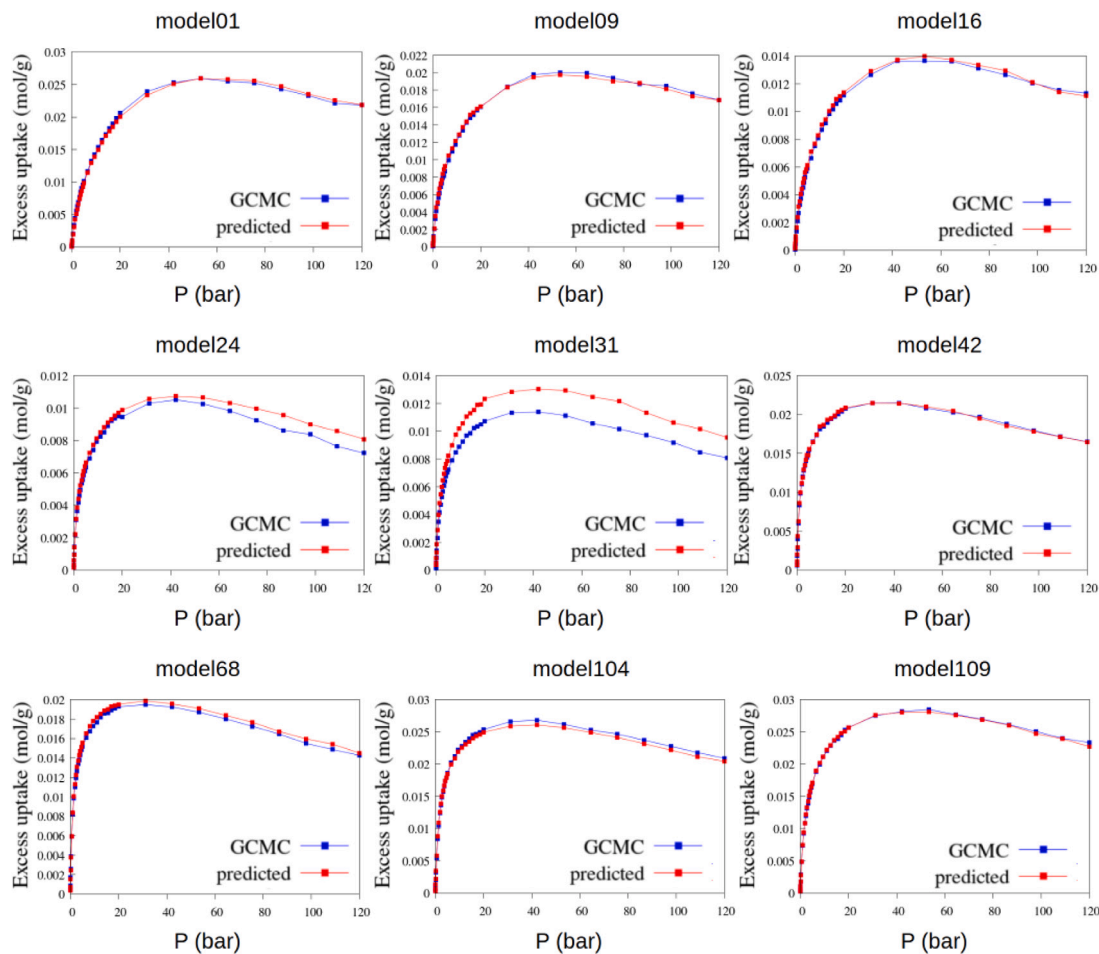 model01
model09
model16
Excess uptake (mol/g)
0.03
0.025
0.02
0.015
0.01
0.005
0
GCMC
predicted
0 20 40 60 80 100 120
P (bar)
Excess uptake (mol/g)
0.022
0.02
0.018
0.016
0.014
0.012
0.01
0.008
0.006
0.004
0.002
0
GCMC
predicted
0 20 40 60 80 100 120
P (bar)
Excess uptake (mol/g)
0.014
0.012
0.01
0.008
0.006
0.004
0.002
0
GCMC
predicted
0 20 40 60 80 100 120
P (bar)
model24
model31
model42
Excess uptake (mol/g)
0.012
0.01
0.008
0.006
0.004
0.002
0
GCMC
predicted
0 20 40 60 80 100 120
P (bar)
Excess uptake (mol/g)
0.014
0.012
0.01
0.008
0.006
0.004
0.002
0
GCMC
predicted
0 20 40 60 80 100 120
P (bar)
Excess uptake (mol/g)
0.025
0.02
0.015
0.01
0.005
0
GCMC
predicted
0 20 40 60 80 100 120
P (bar)
model68
model104
model109
Excess uptake (mol/g)
0.02
0.018
0.016
0.014
0.012
0.01
0.008
0.006
0.004
0.002
0
GCMC
predicted
0 20 40 60 80 100 120
P (bar)
Excess uptake (mol/g)
0.03
0.025
0.02
0.015
0.01
0.005
0
GCMC
predicted
0 20 40 60 80 100 120
P (bar)
Excess uptake (mol/g)
0.03
0.025
0.02
0.015
0.01
0.005
0
GCMC
predicted
0 20 40 60 80 100 120
P (bar)